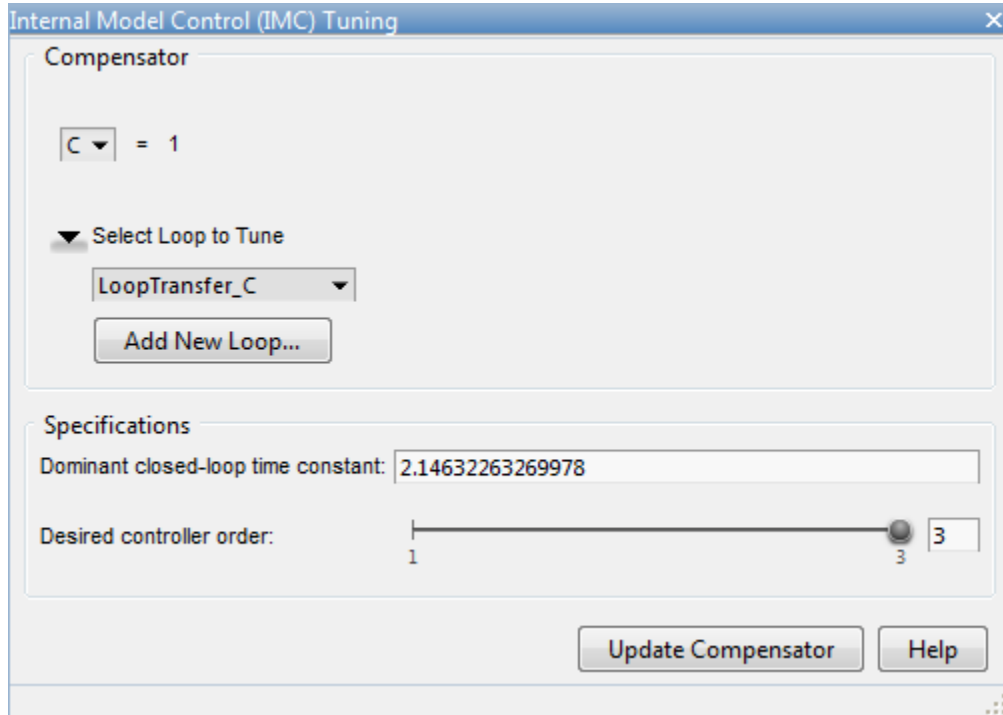 Internal Model Control (IMC) Tuning
Compensator
C = 1
Select Loop to Tune
LoopTransfer_C
Add New Loop...
Specifications
Dominant closed-loop time constant: 2.14632263269978
Desired controller order: 3
1 3
Update Compensator Help